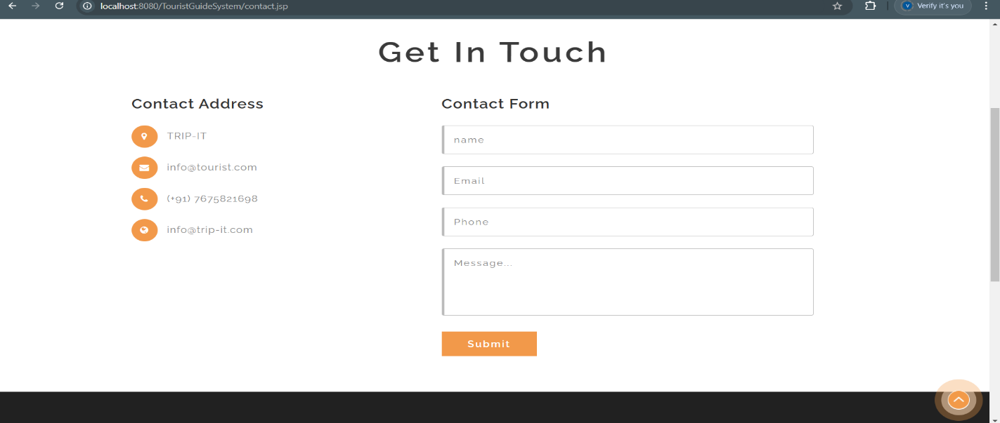 localhost:8080/TouristGuideSystem/contact.jsp
V
Verify it's you
Get In Touch
Contact Address
TRIP-IT
info@tourist.com
(+91) 7675821698
info@trip-it.com
Contact Form
name
Email
Phone
Message...
Submit